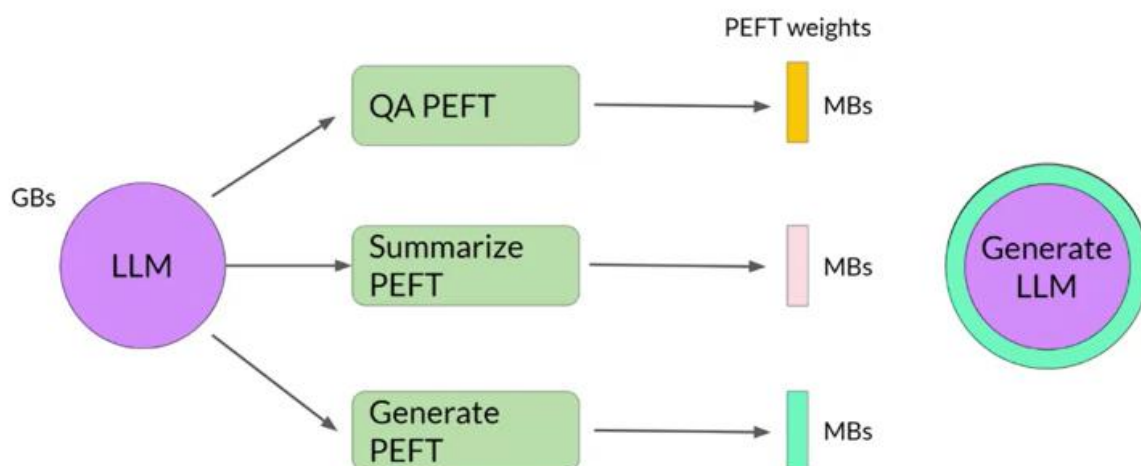 PEFT weights
QA PEFT
MBs
GBs
LLM
Summarize
PEFT
MBs
Generate
LLM
Generate
PEFT
MBs